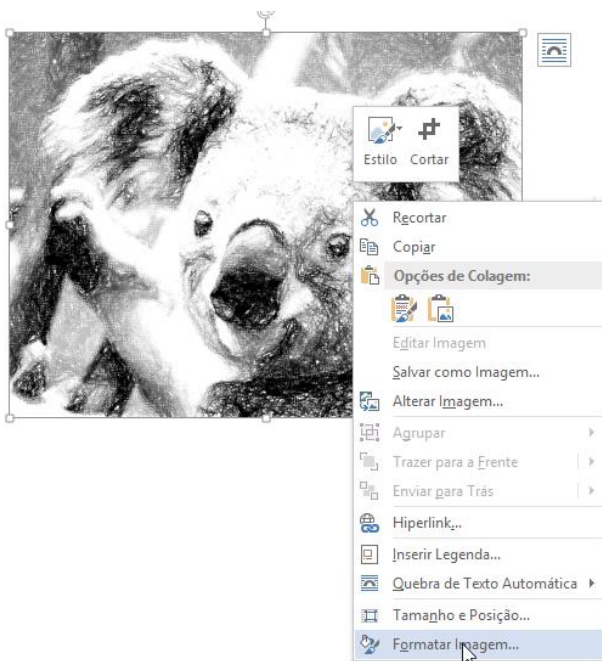 Estilo Cortar
Recortar
Copiar
Opções de Colagem:
Editar Imagem
Salvar como Imagem...
Alterar Imagem...
Agrupar
Trazer para a Frente
Enviar para Trás
Hiperlink...
Inserir Legenda...
Quebra de Texto Automática
Tamanho e Posição...
Formatar Imagem...